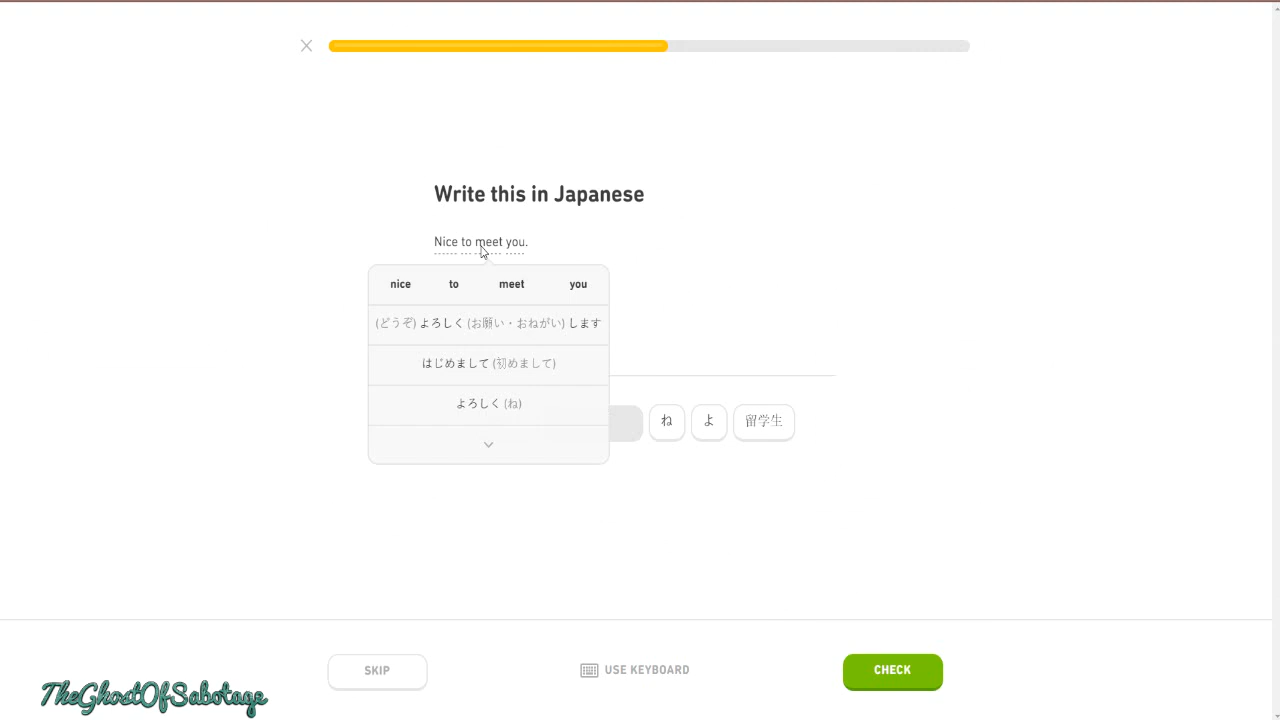 Write this in Japanese
Nice to meet you.
nice to meet you
(どうぞ) よろしく (お願い・おねがい) します
はじめまして (初めまして)
よろしく (ね)
ね よ 留学生
SKIP USE KEYBOARD CHECK
TheGhostOfSabotage